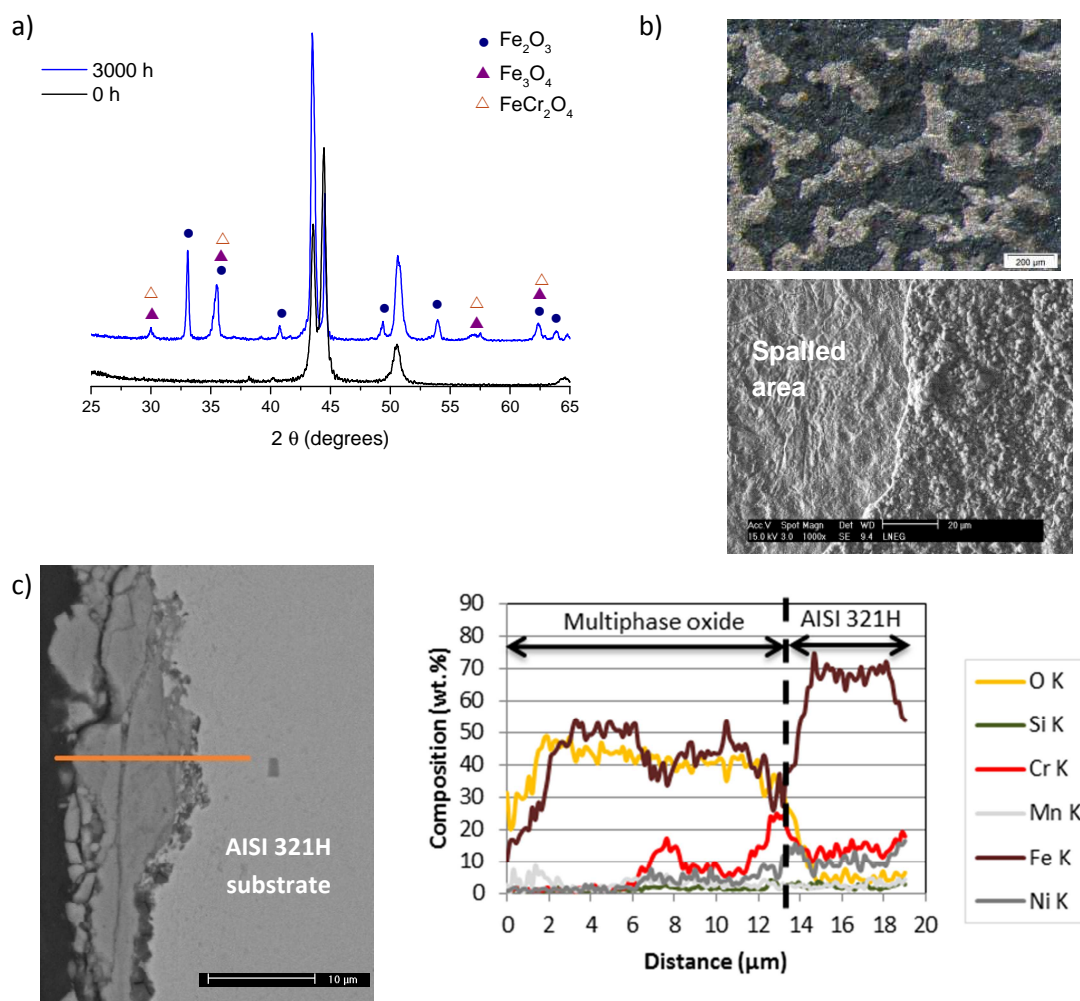 a)
3000 h
0 h
Fe₂O₃
Fe₃O₄
FeCr₂O₄
25 30 35 40 45 50 55 60 65
2 θ (degrees)
b)
200 µm
Spalled
area
Acc V Spot Magn Det WD 20 µm
15.0 kV 3.0 1000x SE 9.4 LNEG
c)
AISI 321H
substrate
10 µm
Multiphase oxide
AISI 321H
Composition (wt.%)
90
80
70
60
50
40
30
20
10
0
0 2 4 6 8 10 12 14 16 18 20
Distance (µm)
O K
Si K
Cr K
Mn K
Fe K
Ni K